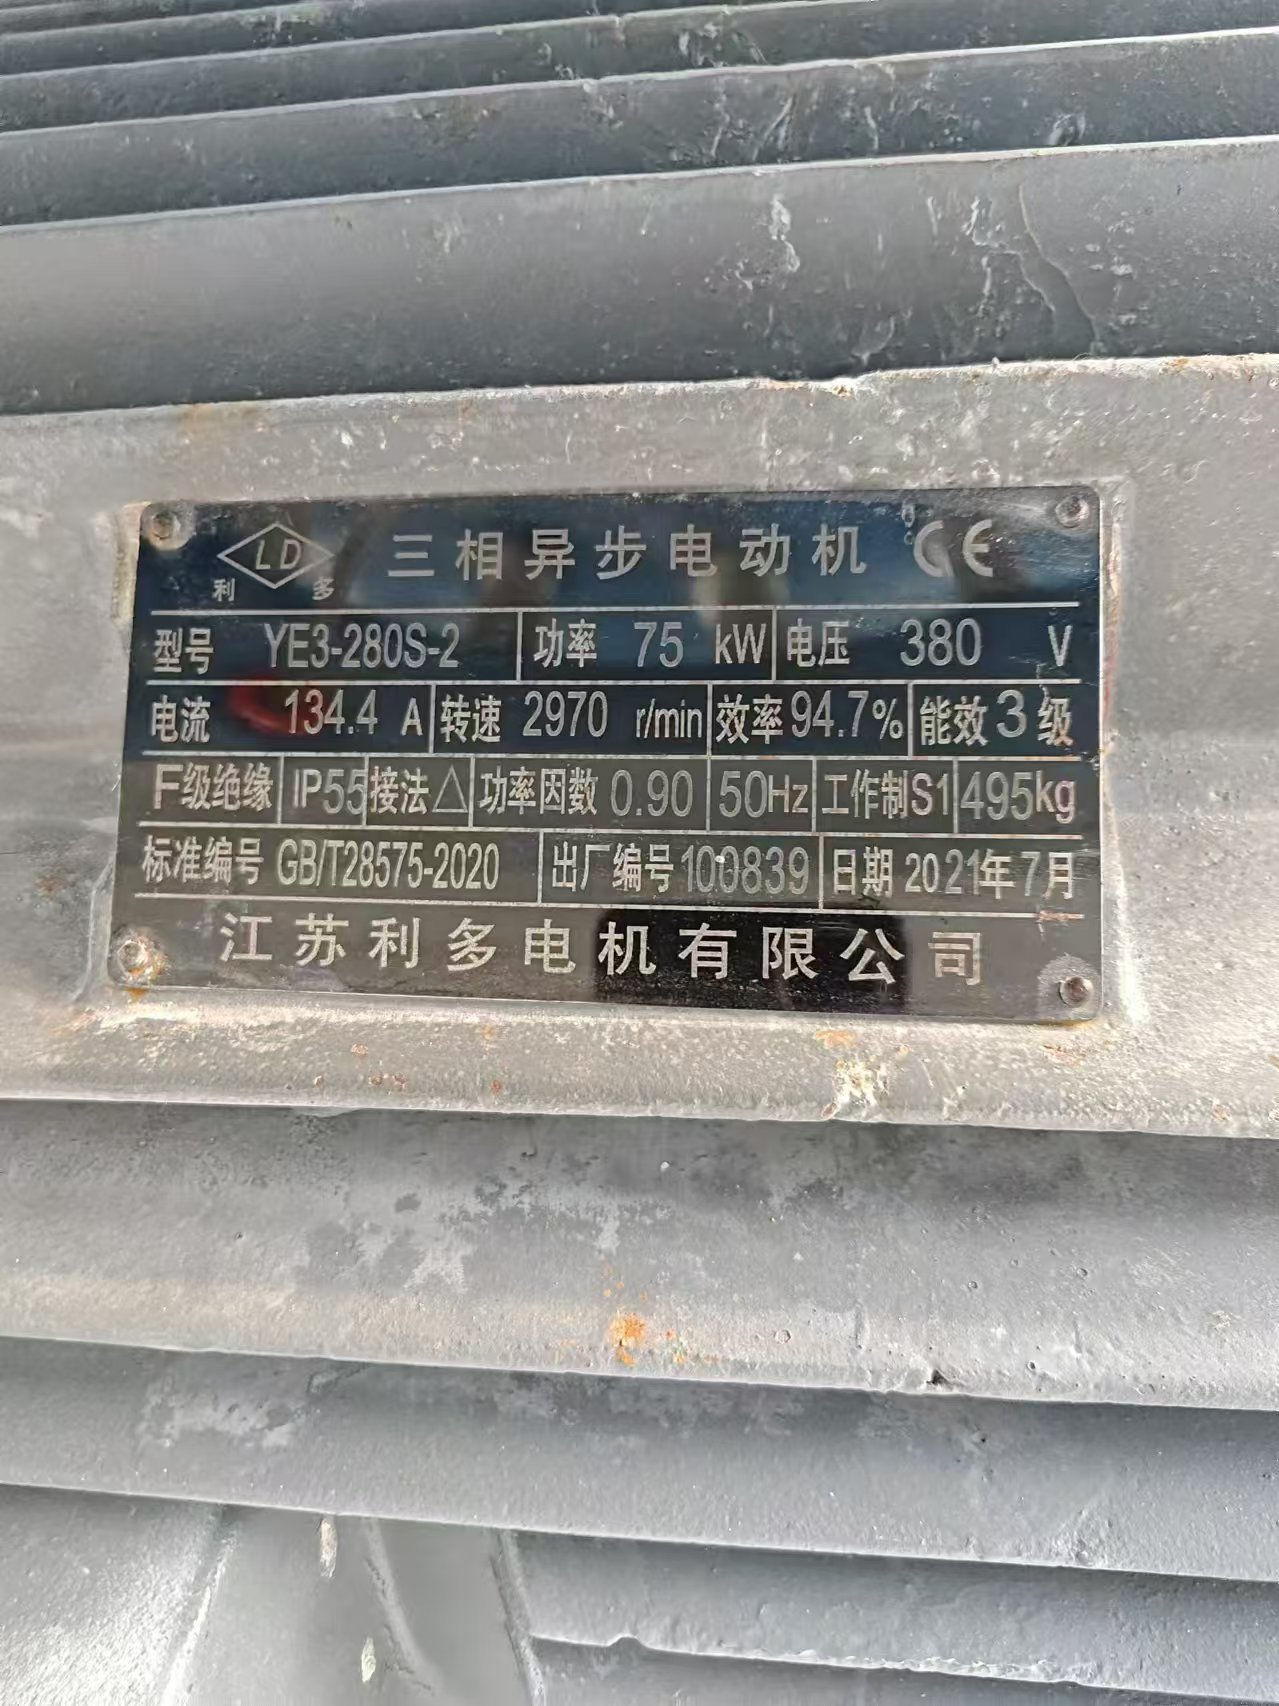 LD
利多
三相异步电动机 CE
型号 YE3-280S-2 功率 75 kW 电压 380 V
电流 134.4 A 转速 2970 r/min 效率 94.7% 能效 3 级
F级绝缘 IP55 接法 △ 功率因数 0.90 50Hz 工作制S1 495kg
标准编号 GB/T28575-2020 出厂编号 100839 日期 2021年7月
江苏利多电机有限公司